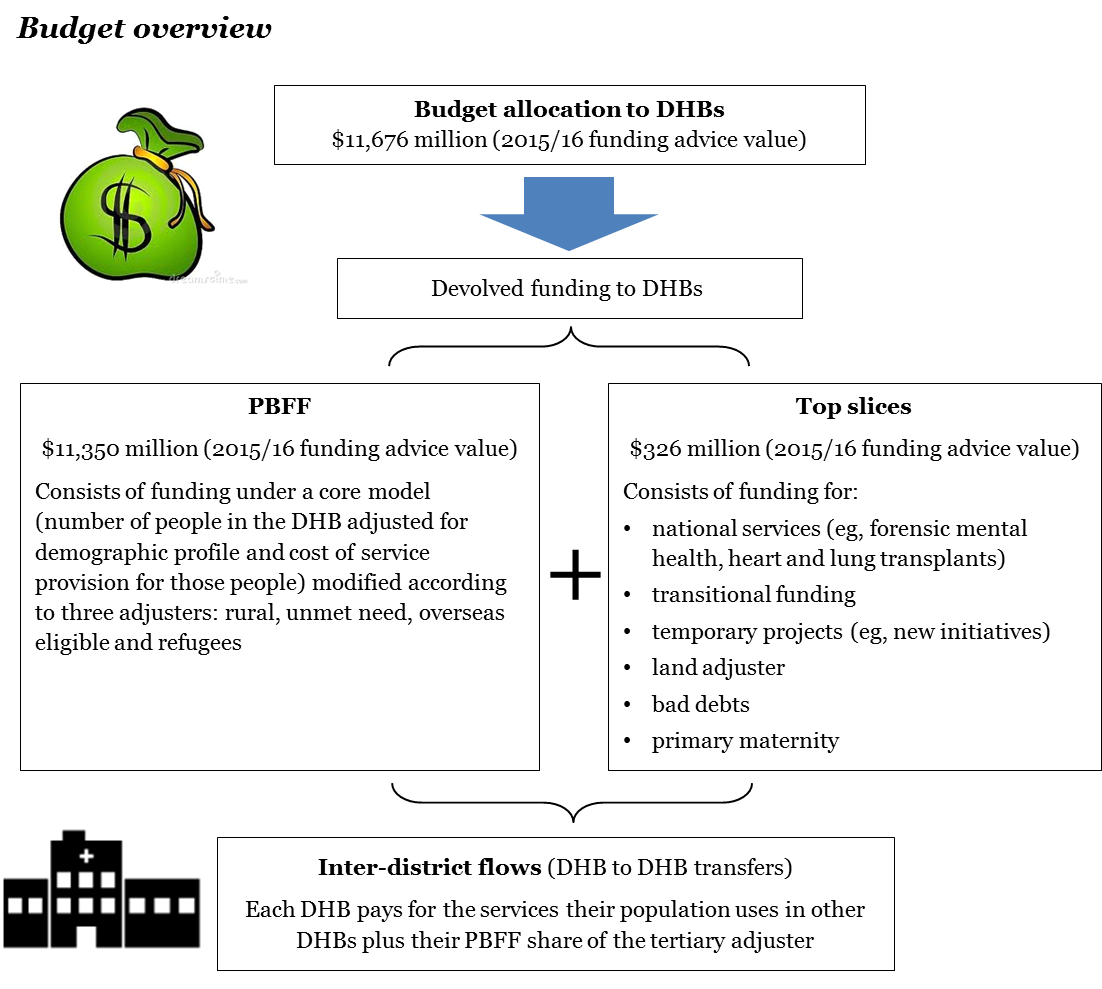 Budget overview
Budget allocation to DHBs
$11,676 million (2015/16 funding advice value)
$
dreamstime.com
Devolved funding to DHBs
PBFF
$11,350 million (2015/16 funding advice value)
Consists of funding under a core model
(number of people in the DHB adjusted for
demographic profile and cost of service
provision for those people) modified according
to three adjusters: rural, unmet need, overseas
eligible and refugees
+
Top slices
$326 million (2015/16 funding advice value)
Consists of funding for:
• national services (eg, forensic mental
health, heart and lung transplants)
• transitional funding
• temporary projects (eg, new initiatives)
• land adjuster
• bad debts
• primary maternity
Inter-district flows (DHB to DHB transfers)
Each DHB pays for the services their population uses in other
DHBs plus their PBFF share of the tertiary adjuster